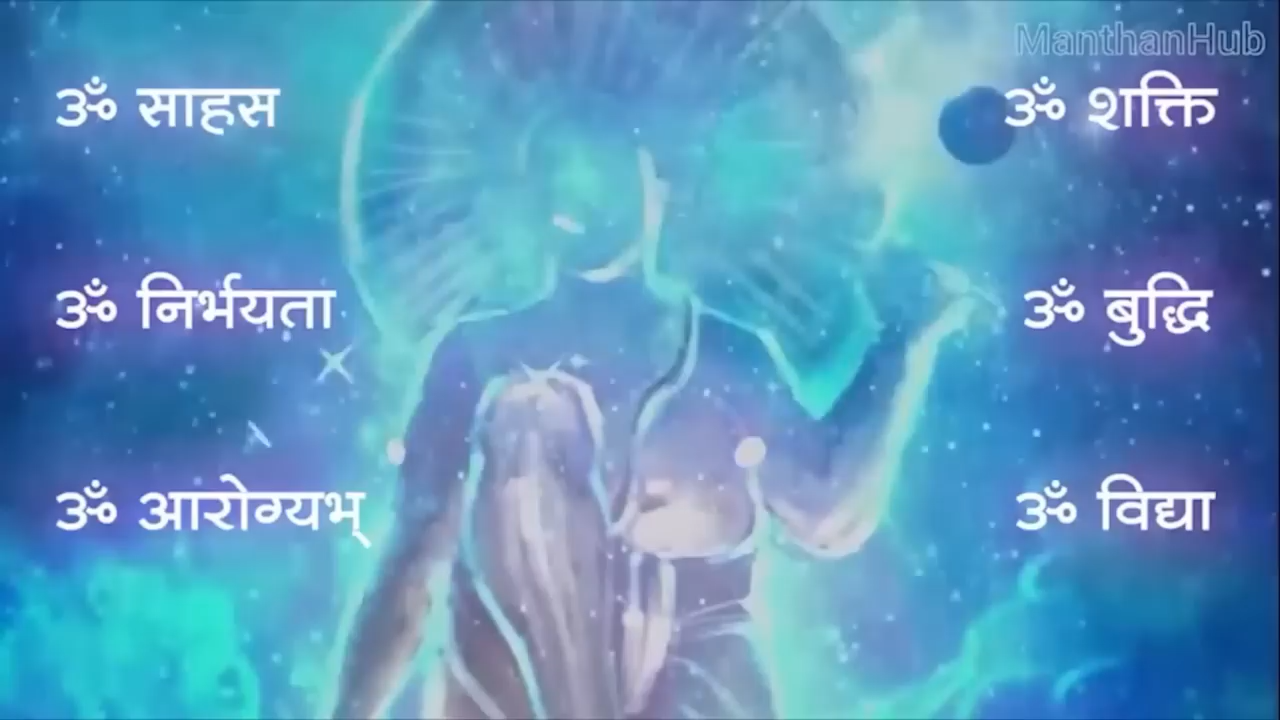 ManthanHub
ॐ साहस
ॐ शक्ति
ॐ निर्भयता
ॐ बुद्धि
ॐ आरोग्यभ्
ॐ विद्या